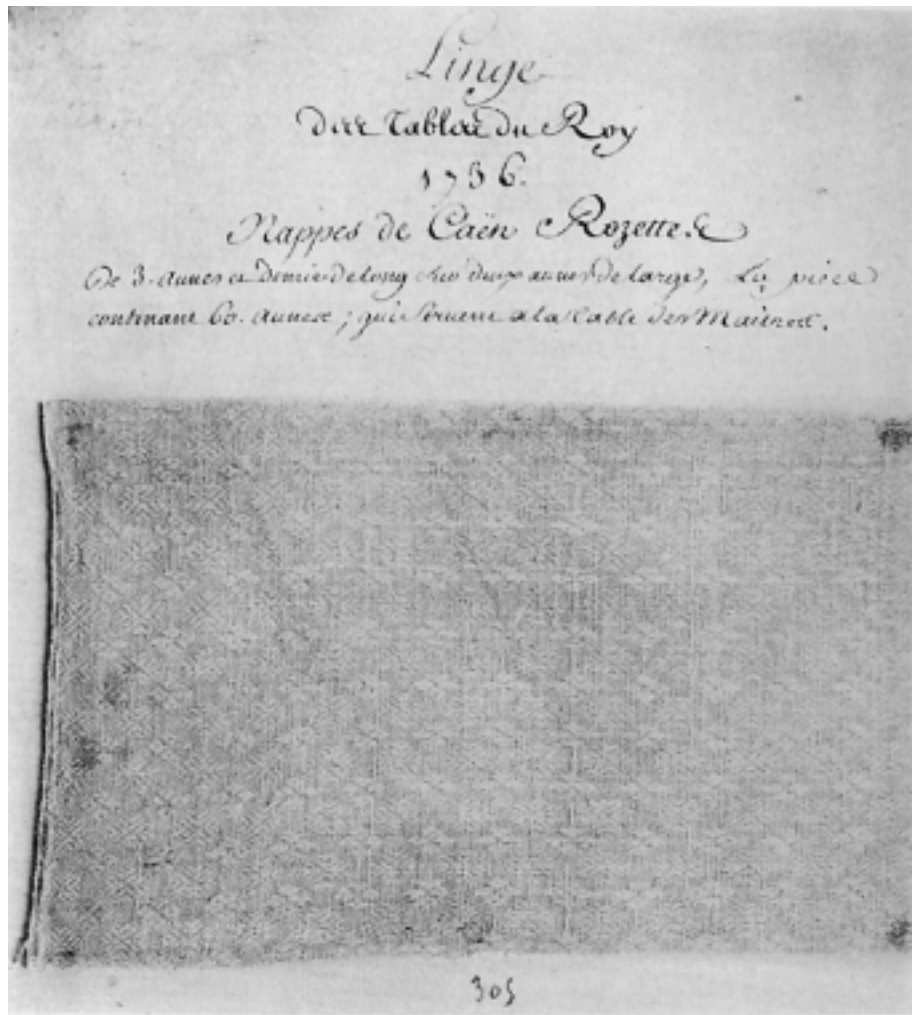 Linge
des Tables du Roy
1736.
Nappes de Caën Rozette.
De 3. aunes et demie de long sur deux aunes de large, La piece
contenant 60. aunes ; qui servent a la table des Maitres.
305